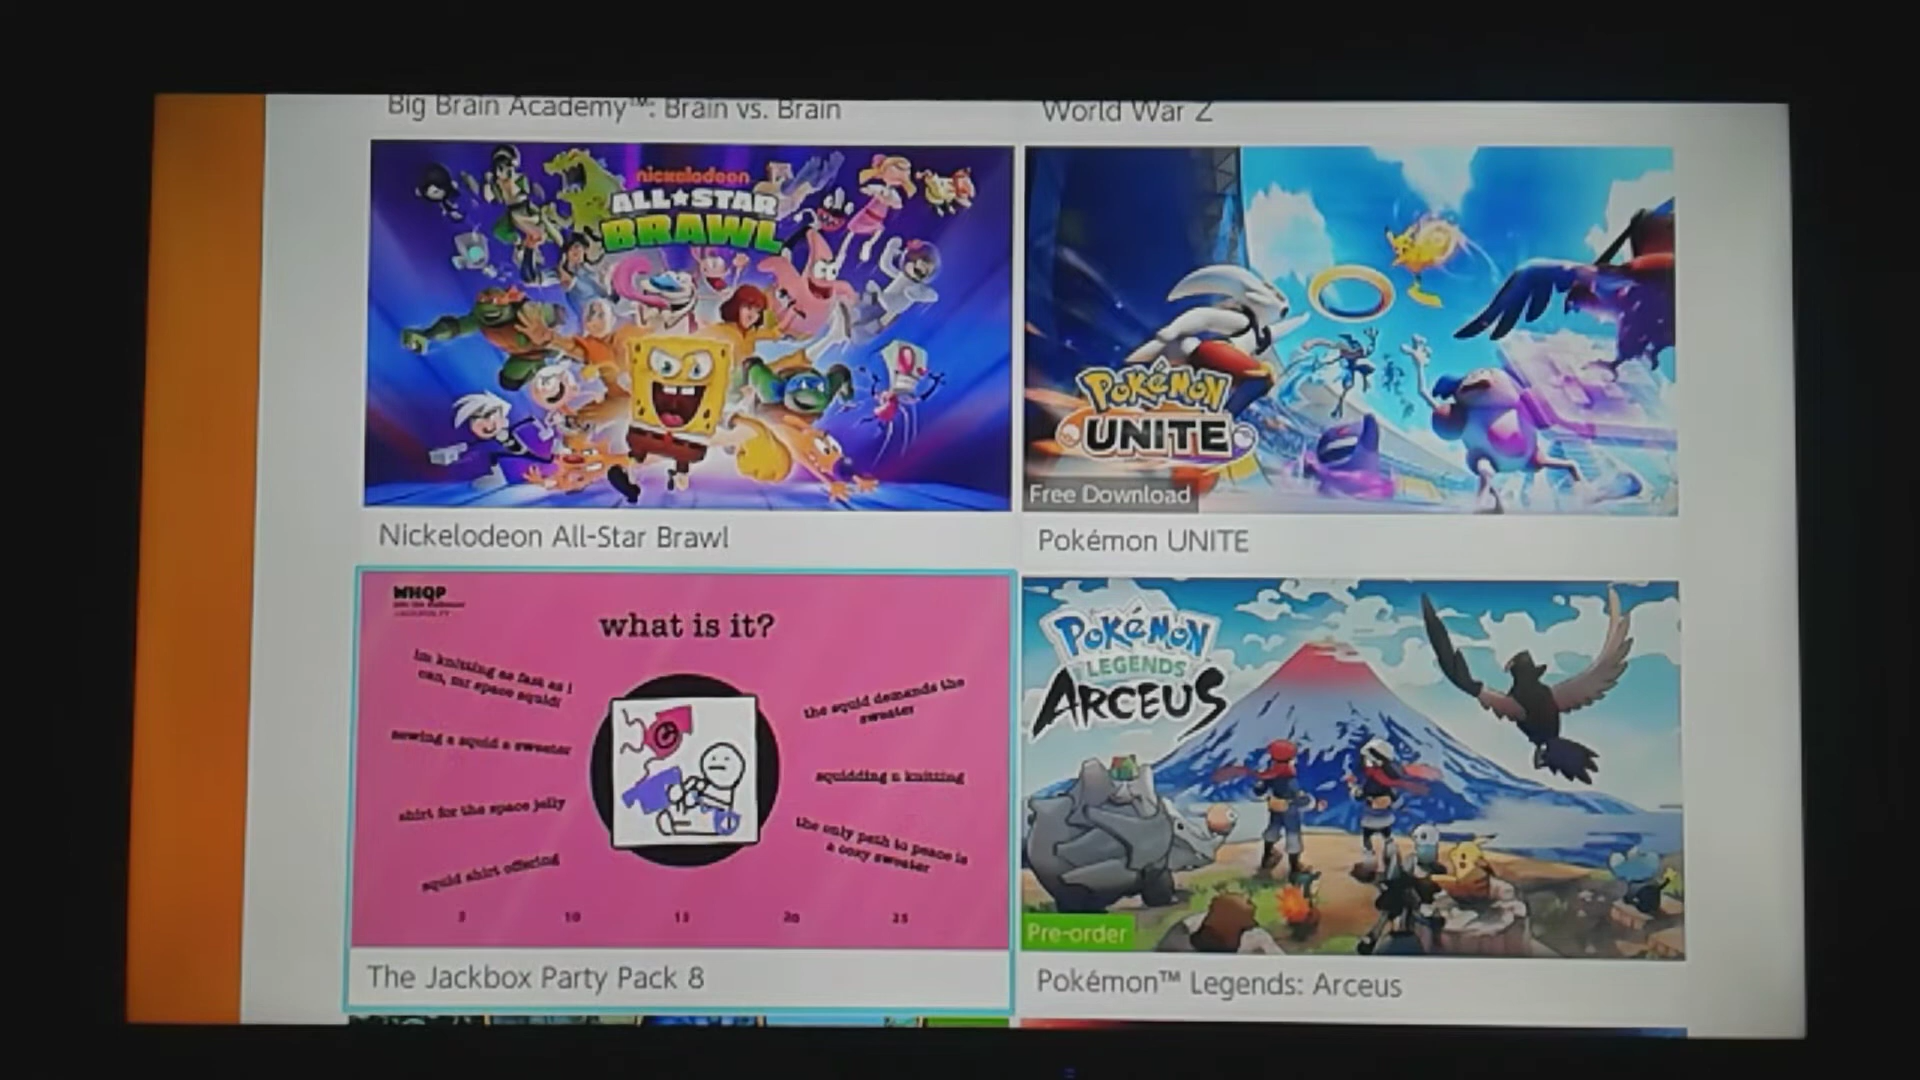 Big Brain Academy™: Brain vs. Brain
World War Z
nickelodeon
ALL★STAR
BRAWL
POKéMON
UNITE
Free Download
Nickelodeon All-Star Brawl
Pokémon UNITE
WHQP
what is it?
im knitting as fast as i
can, mr space squid!
sewing a squid a sweater
shirt for the space jelly
squid shirt offering
the squid demands the
sweater
squidding a knitting
the only path to peace is
a cozy sweater
5 10 15 20 25
The Jackbox Party Pack 8
POKéMON
LEGENDS
ARCEUS
Pre-order
Pokémon™ Legends: Arceus